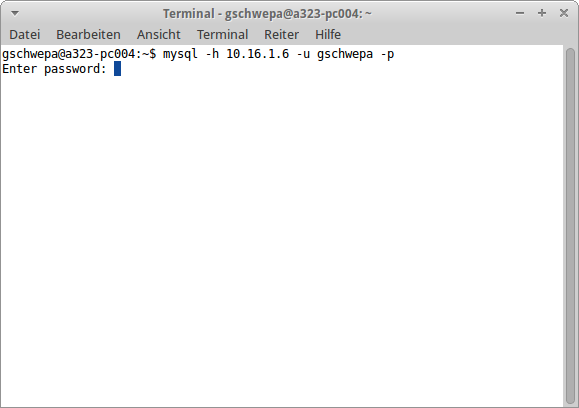 Terminal - gschwepa@a323-pc004: ~
Datei Bearbeiten Ansicht Terminal Reiter Hilfe
gschwepa@a323-pc004:~$ mysql -h 10.16.1.6 -u gschwepa -p
Enter password: